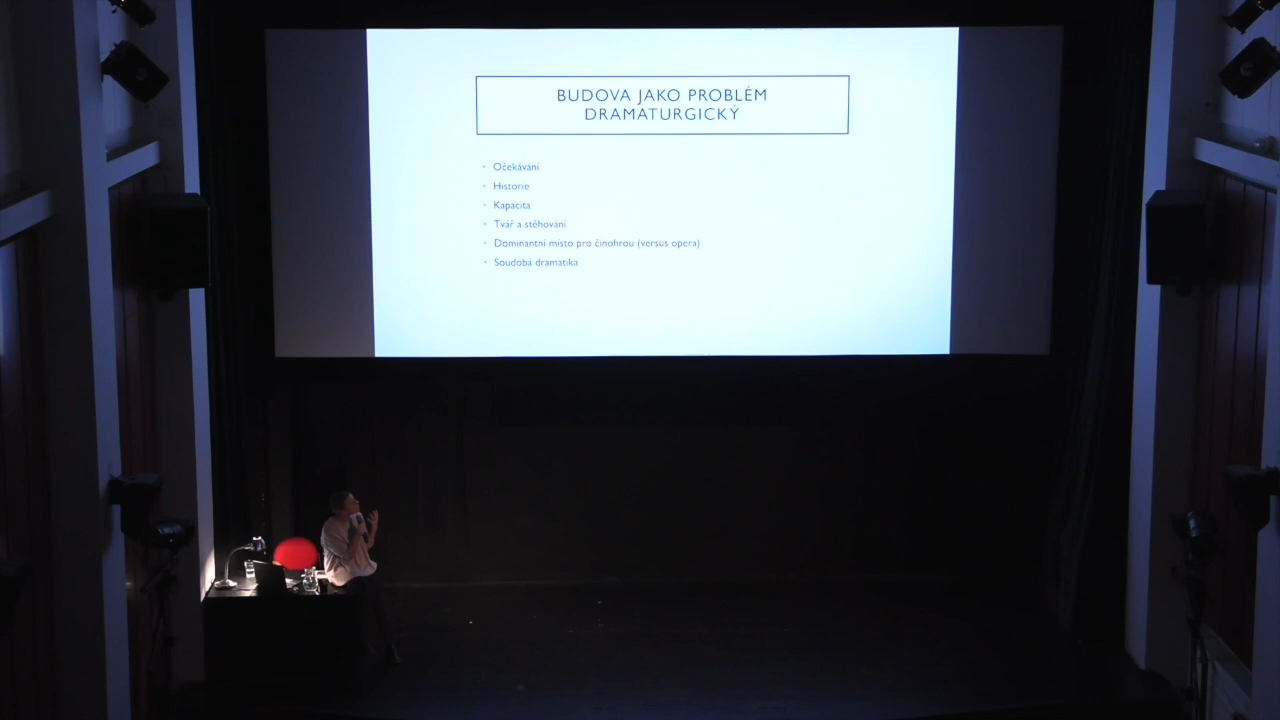 BUDOVA JAKO PROBLÉM
DRAMATURGICKÝ
• Očekávání
• Historie
• Kapacita
• Tvář a stěhování
• Dominantní místo pro činohrou (versus opera)
• Soudobá dramatika